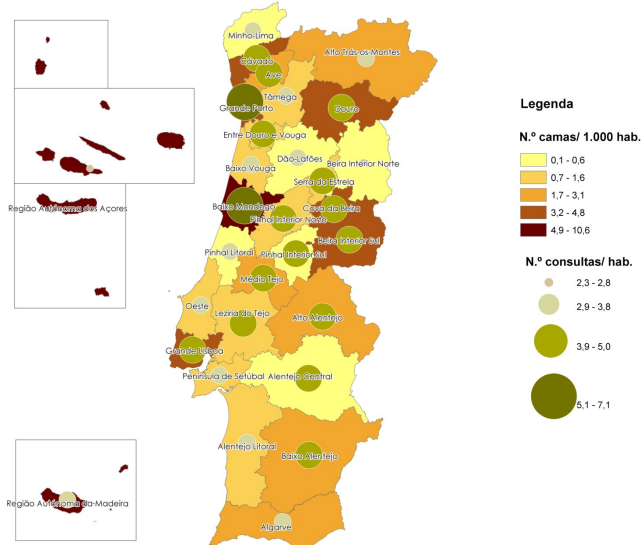 Minho-Lima
Alto Trás-os-Montes
Cávado
Ave
Tâmega
Grande Porto
Douro
Entre Douro e Vouga
Dão-Lafões
Baixo Vouga
Beira Interior Norte
Serra da Estrela
Baixo Mondego
Cova da Beira
Pinhal Interior Norte
Beira Interior Sul
Pinhal Litoral
Pinhal Interior Sul
Médio Tejo
Oeste
Lezíria do Tejo
Alto Alentejo
Grande Lisboa
Península de Setúbal
Alentejo Central
Alentejo Litoral
Baixo Alentejo
Algarve
Região Autónoma dos Açores
Região Autónoma da Madeira
Legenda
N.º camas/ 1.000 hab.
0,1 - 0,6
0,7 - 1,6
1,7 - 3,1
3,2 - 4,8
4,9 - 10,6
N.º consultas/ hab.
2,3 - 2,8
2,9 - 3,8
3,9 - 5,0
5,1 - 7,1